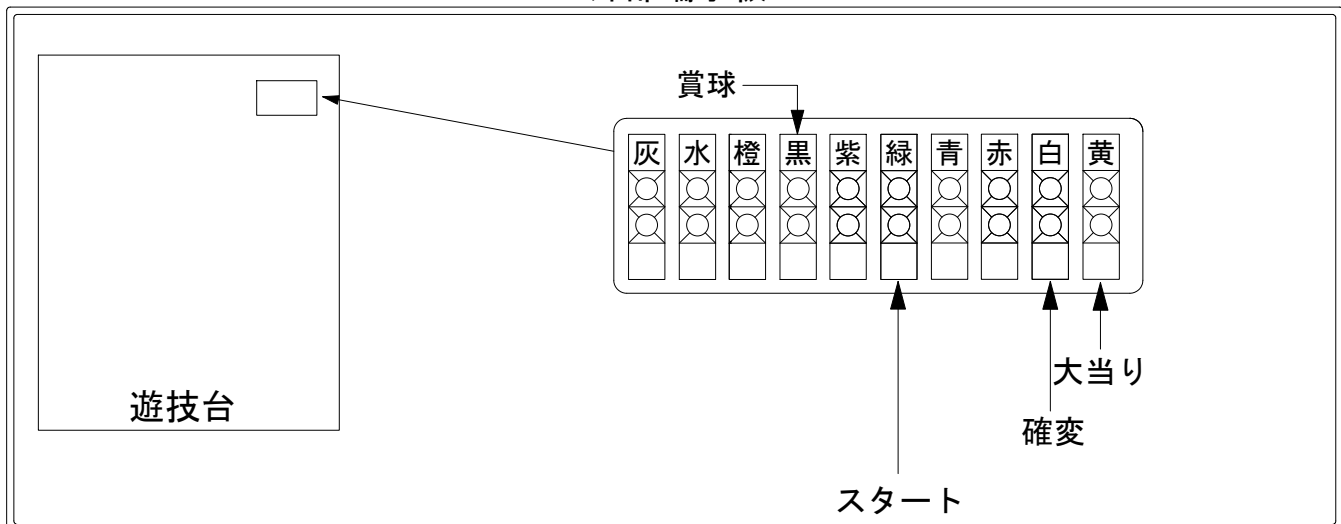 賞球
灰 水 橙 黒 紫 緑 青 赤 白 黄
大当り
遊技台
確変
スタート